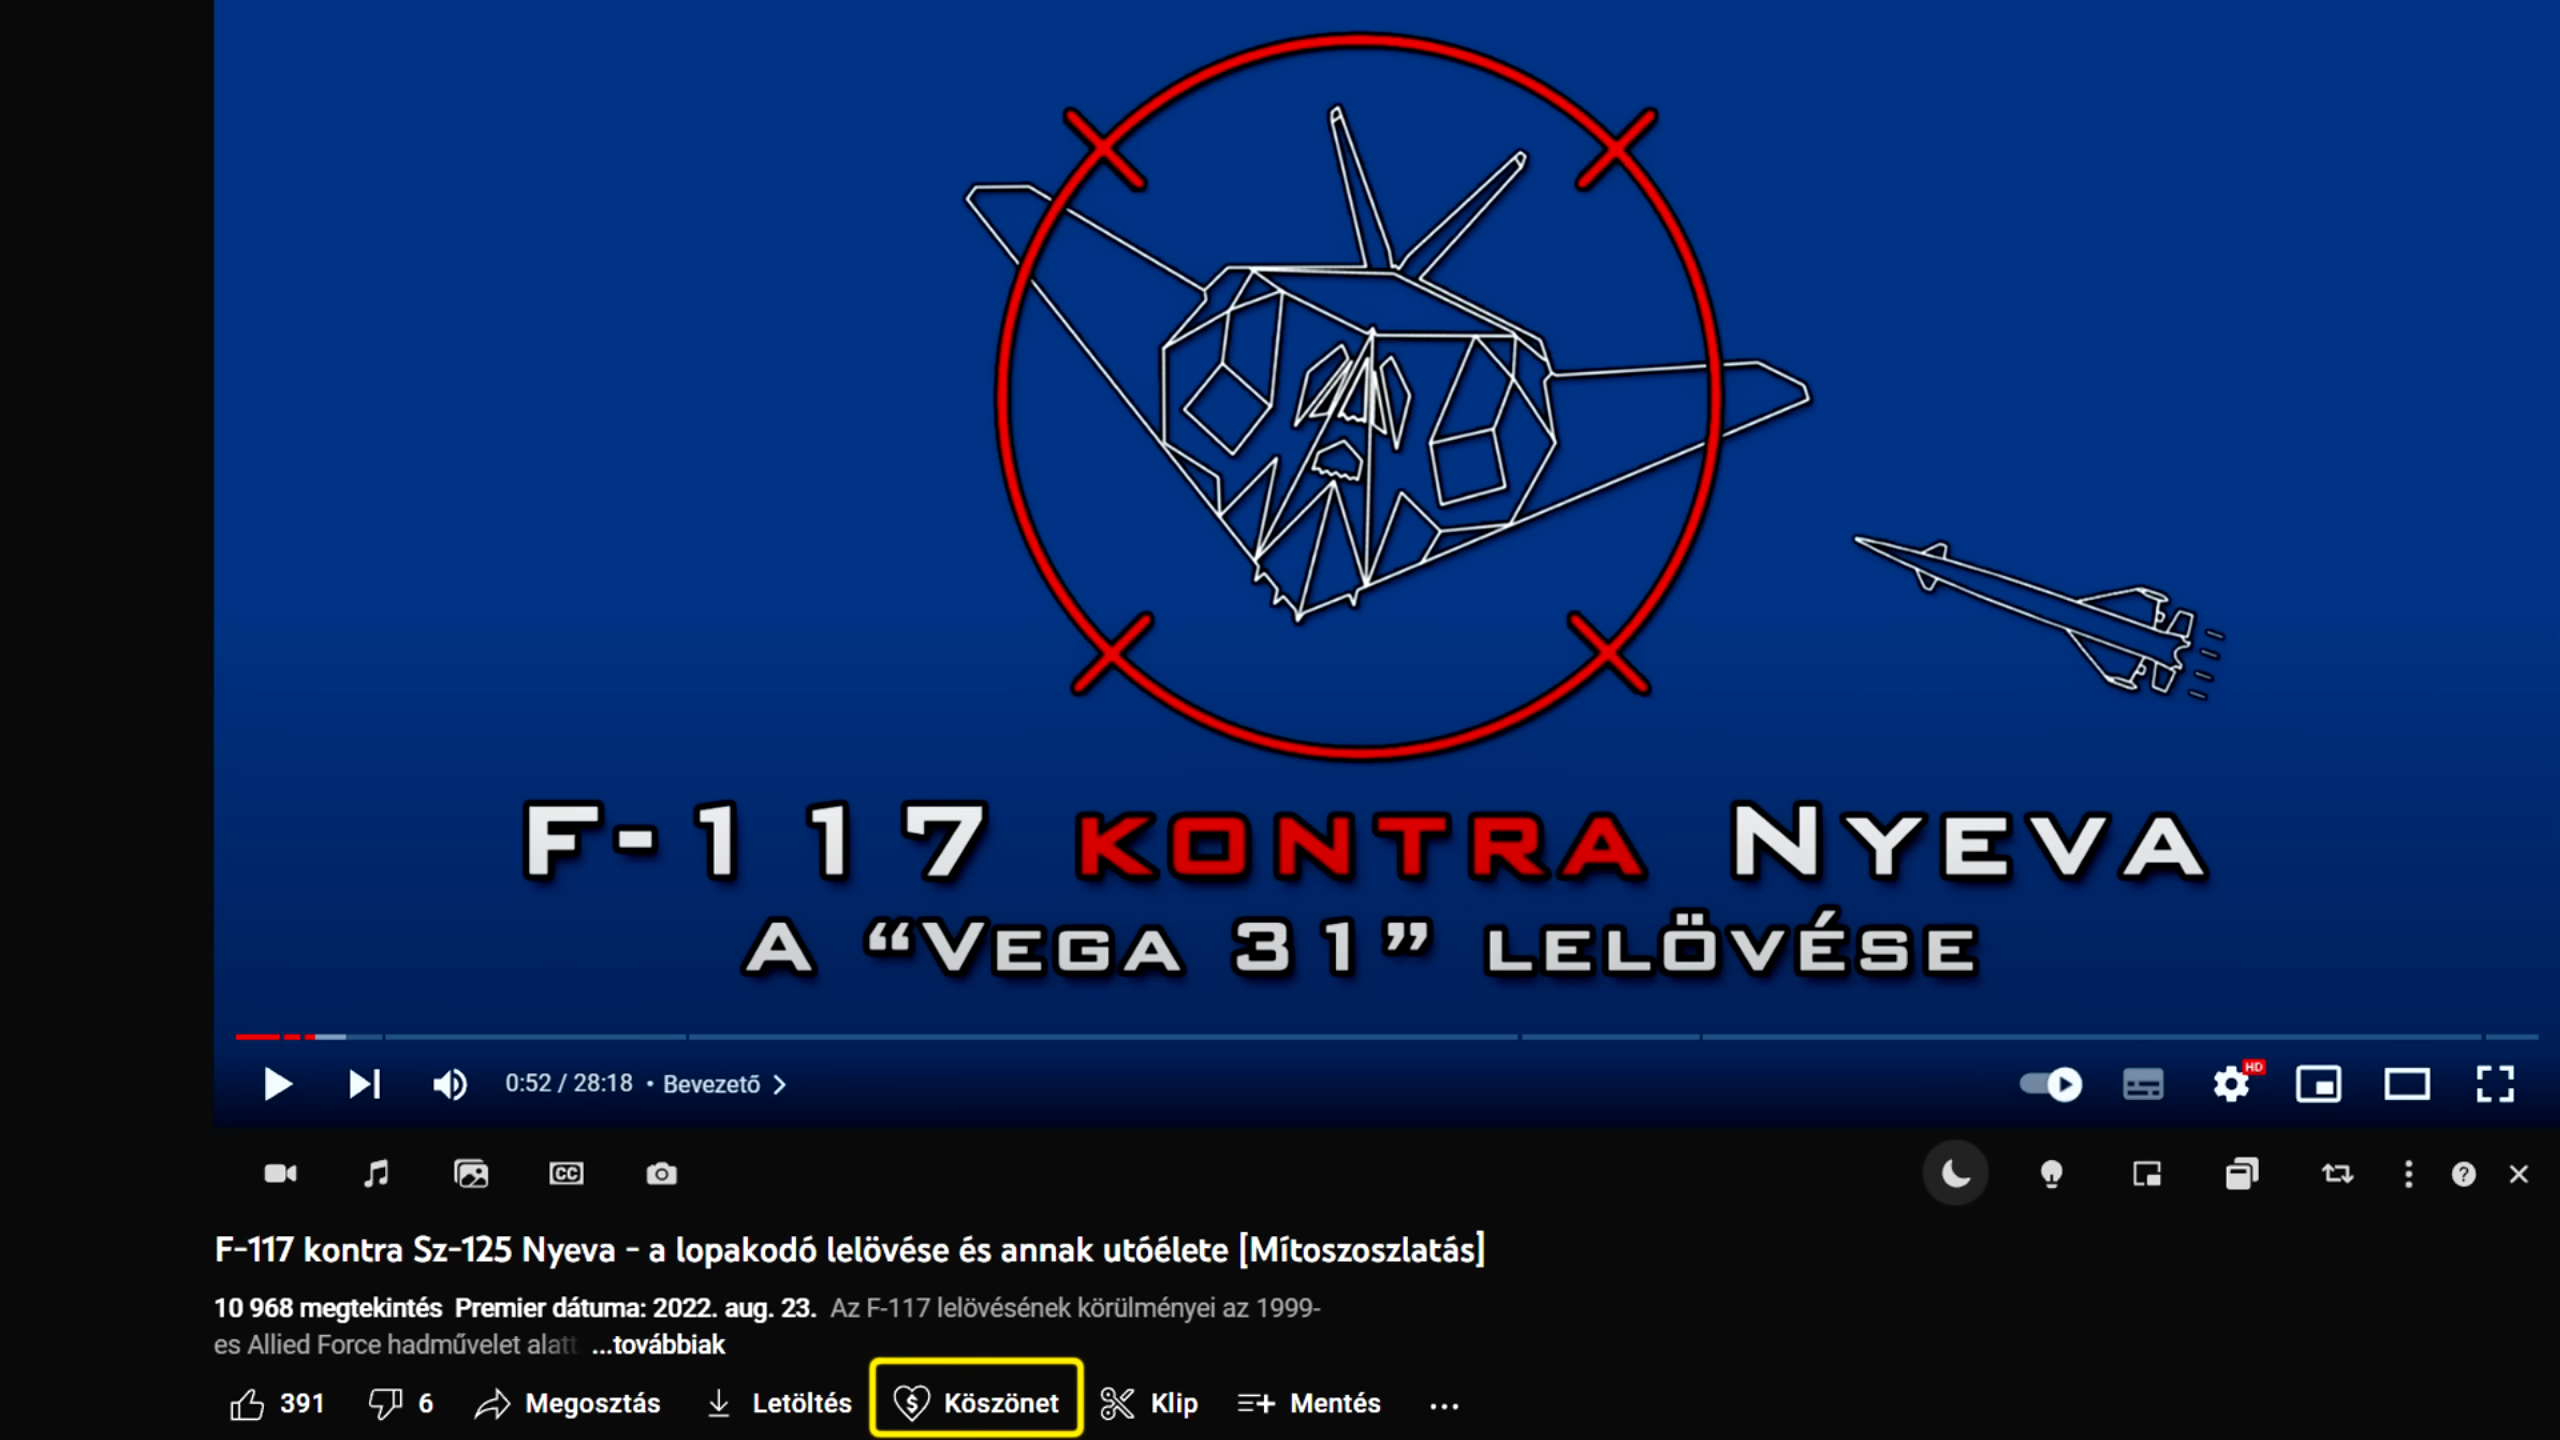 F-117 KONTRA NYEVA
A “VEGA 31” LELÖVÉSE
0:52 / 28:18 • Bevezető
HD
CC
F-117 kontra Sz-125 Nyeva - a lopakodó lelövése és annak utóélete [Mítoszoszlatás]
10 968 megtekintés Premier dátuma: 2022. aug. 23. Az F-117 lelövésének körülményei az 1999-
es Allied Force hadművelet alatt ...továbbiak
391 6 Megosztás Letöltés $ Köszönet Klip Mentés ...